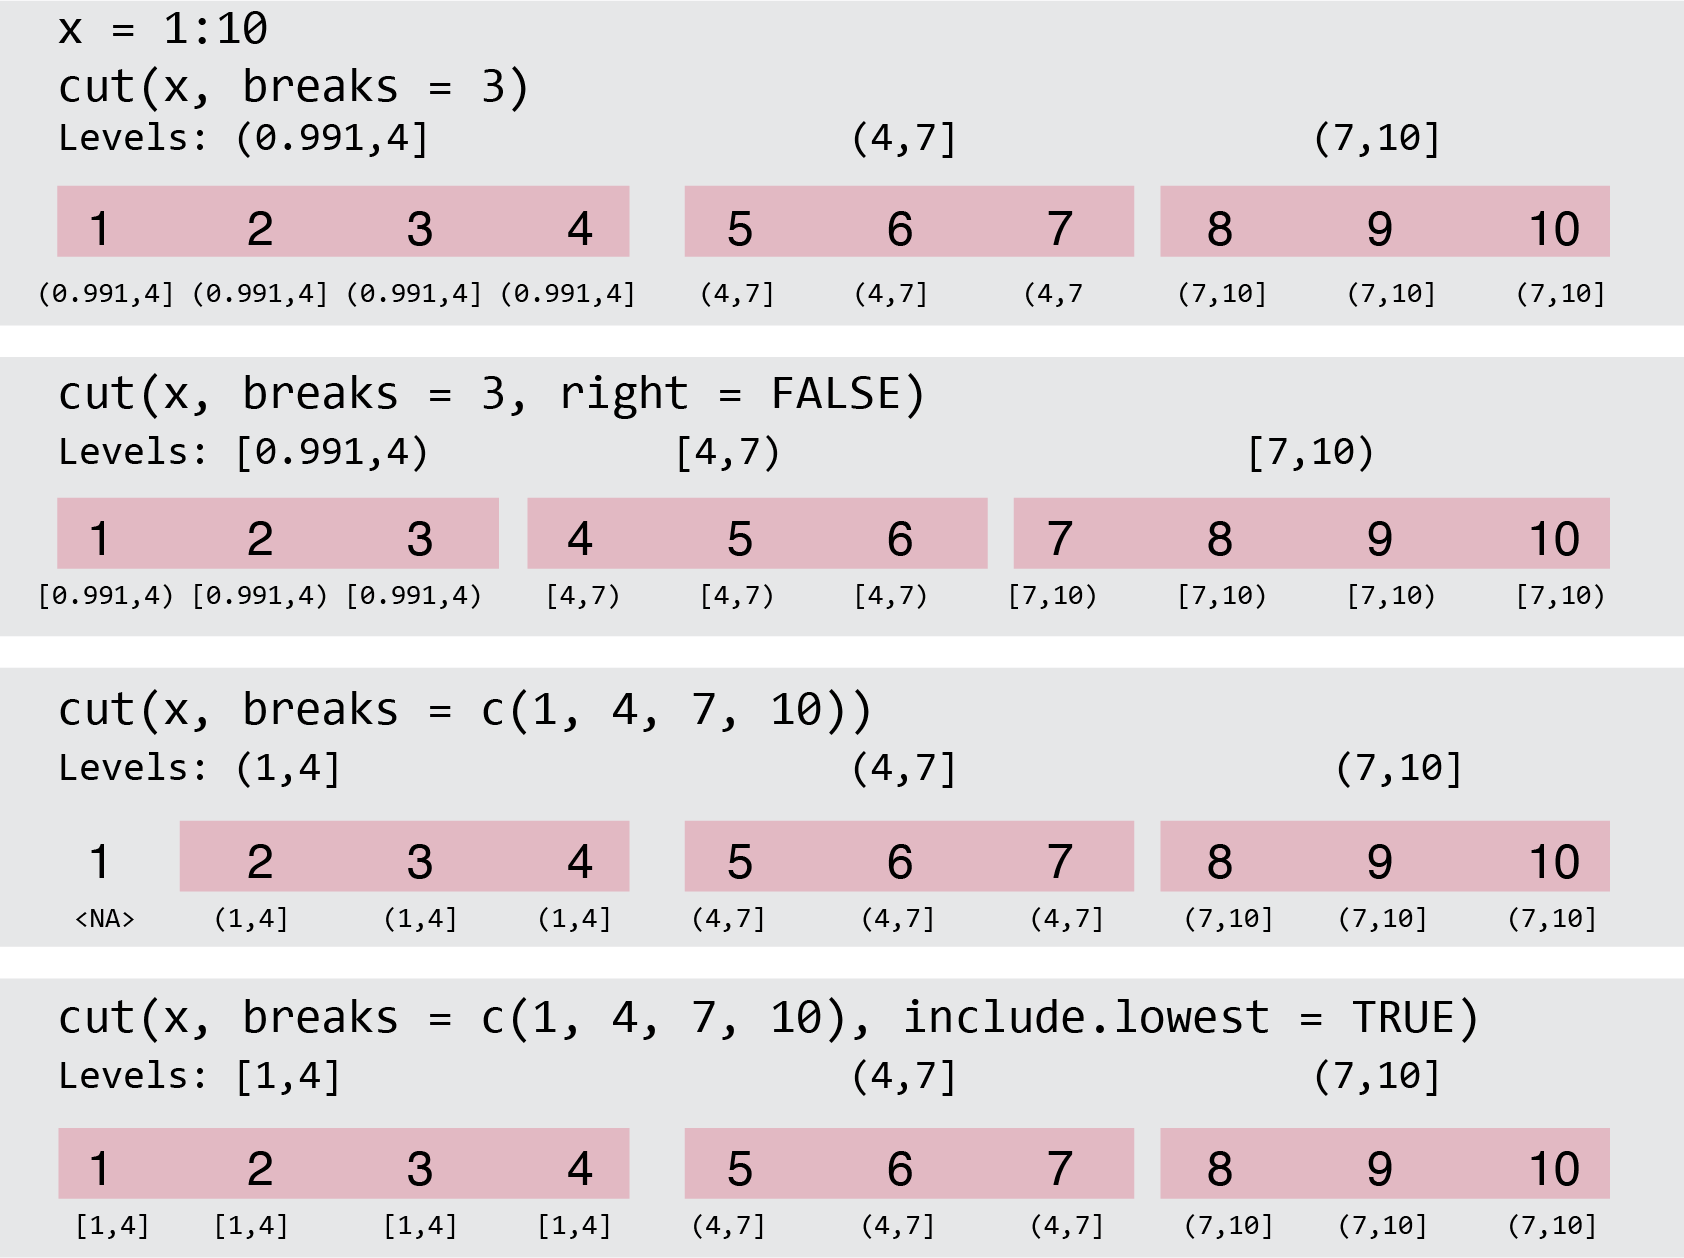 x = 1:10
cut(x, breaks = 3)
Levels: (0.991,4] (4,7] (7,10]
1 2 3 4 5 6 7 8 9 10
(0.991,4] (0.991,4] (0.991,4] (0.991,4] (4,7] (4,7] (4,7 (7,10] (7,10] (7,10]
cut(x, breaks = 3, right = FALSE)
Levels: [0.991,4) [4,7) [7,10)
1 2 3 4 5 6 7 8 9 10
[0.991,4) [0.991,4) [0.991,4) [4,7) [4,7) [4,7) [7,10) [7,10) [7,10) [7,10)
cut(x, breaks = c(1, 4, 7, 10))
Levels: (1,4] (4,7] (7,10]
1 2 3 4 5 6 7 8 9 10
<NA> (1,4] (1,4] (1,4] (4,7] (4,7] (4,7] (7,10] (7,10] (7,10]
cut(x, breaks = c(1, 4, 7, 10), include.lowest = TRUE)
Levels: [1,4] (4,7] (7,10]
1 2 3 4 5 6 7 8 9 10
[1,4] [1,4] [1,4] [1,4] (4,7] (4,7] (4,7] (7,10] (7,10] (7,10]